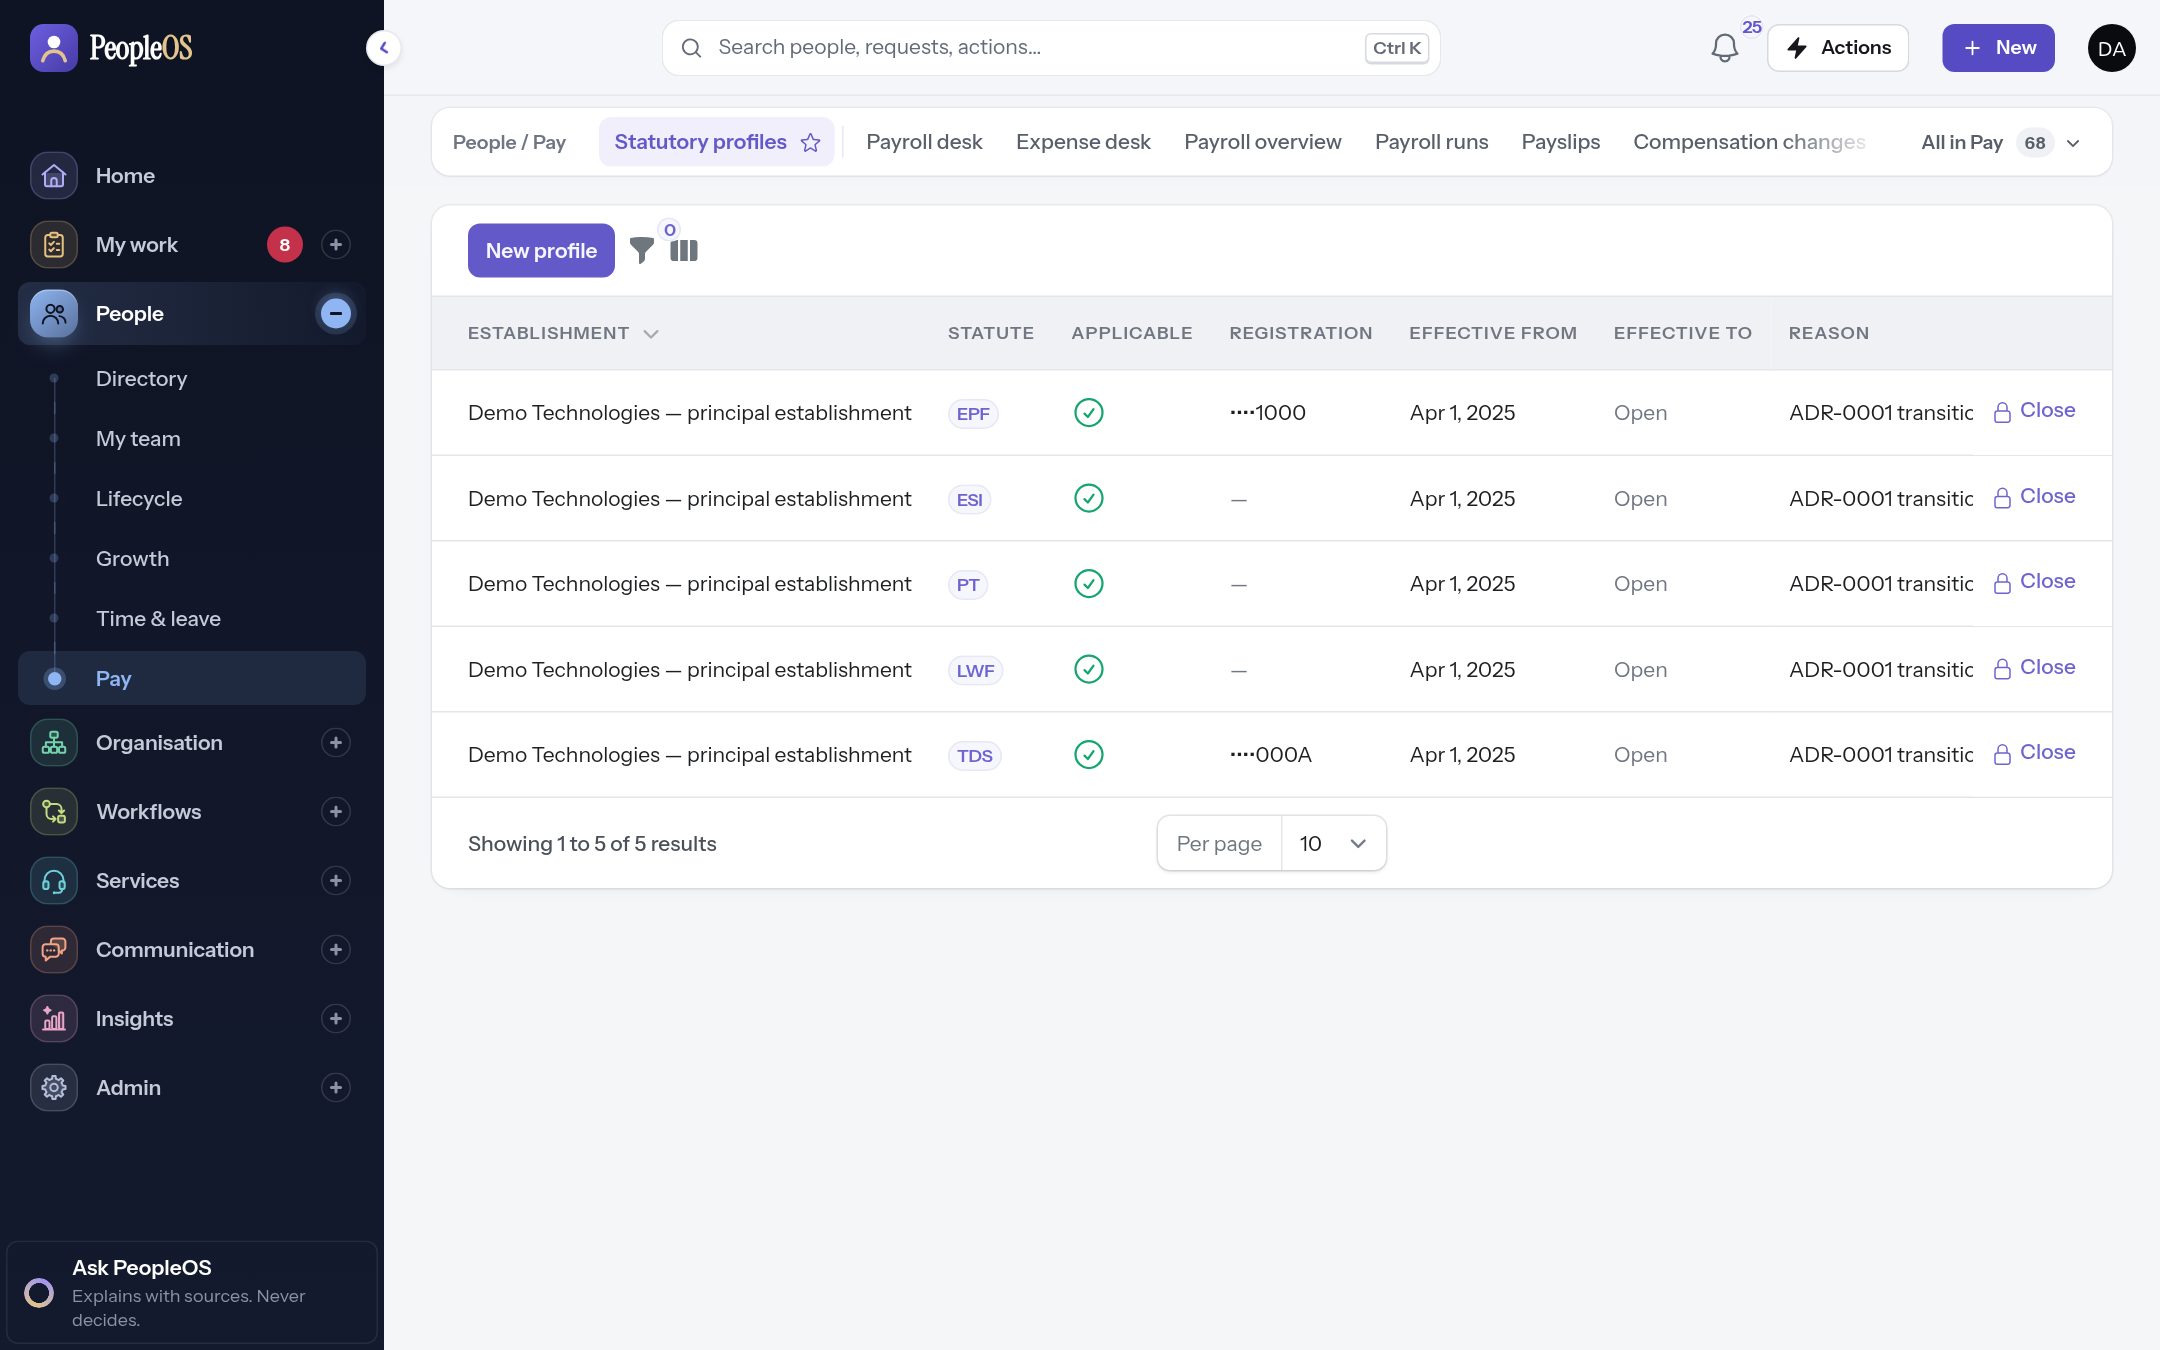 PeopleOS
Search people, requests, actions...
Ctrl K
25
Actions
New
DA
People / Pay
Statutory profiles
Payroll desk
Expense desk
Payroll overview
Payroll runs
Payslips
Compensation changes
All in Pay
68
Home
My work
8
People
Directory
My team
Lifecycle
Growth
Time & leave
Pay
Organisation
Workflows
Services
Communication
Insights
Admin
Ask PeopleOS
Explains with sources. Never
decides.
New profile
0
ESTABLISHMENT STATUTE APPLICABLE REGISTRATION EFFECTIVE FROM EFFECTIVE TO REASON
Demo Technologies — principal establishment EPF ••••1000 Apr 1, 2025 Open ADR-0001 transitic Close
Demo Technologies — principal establishment ESI — Apr 1, 2025 Open ADR-0001 transitic Close
Demo Technologies — principal establishment PT — Apr 1, 2025 Open ADR-0001 transitic Close
Demo Technologies — principal establishment LWF — Apr 1, 2025 Open ADR-0001 transitic Close
Demo Technologies — principal establishment TDS ••••000A Apr 1, 2025 Open ADR-0001 transitic Close
Showing 1 to 5 of 5 results
Per page 10